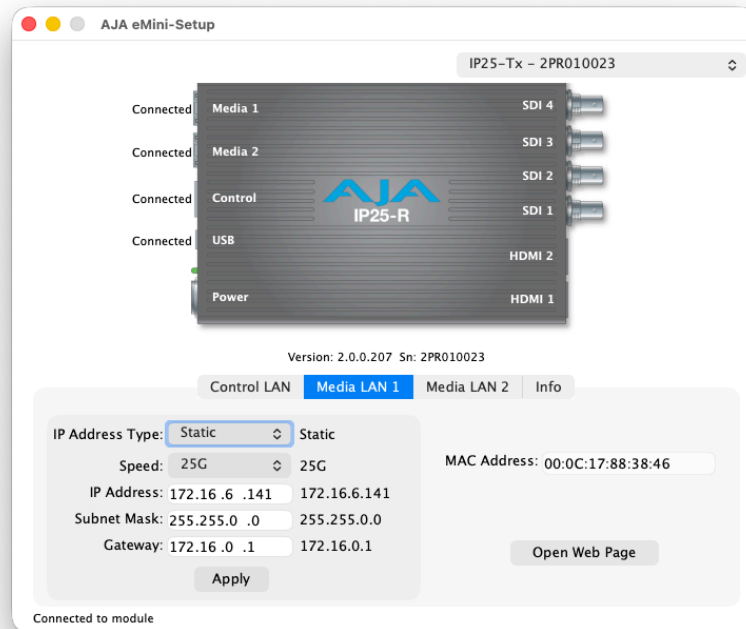 AJA eMini-Setup
IP25-Tx - 2PR010023
Connected Media 1 SDI 4
Connected Media 2 SDI 3
SDI 2
Connected Control
AJA
IP25-R
SDI 1
Connected USB
HDMI 2
Power HDMI 1
Version: 2.0.0.207 Sn: 2PR010023
Control LAN Media LAN 1 Media LAN 2 Info
IP Address Type: Static Static
Speed: 25G 25G
MAC Address: 00:0C:17:88:38:46
IP Address: 172.16 .6 .141 172.16.6.141
Subnet Mask: 255.255.0 .0 255.255.0.0
Gateway: 172.16 .0 .1 172.16.0.1
Open Web Page
Apply
Connected to module